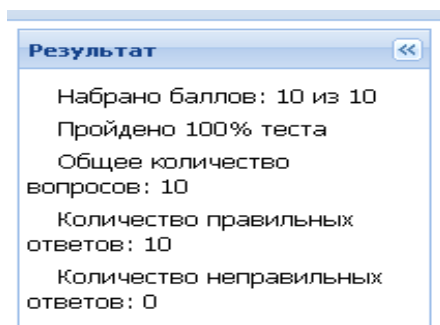 Результат
Набрано баллов: 10 из 10
Пройдено 100% теста
Общее количество
вопросов: 10
Количество правильных
ответов: 10
Количество неправильных
ответов: 0